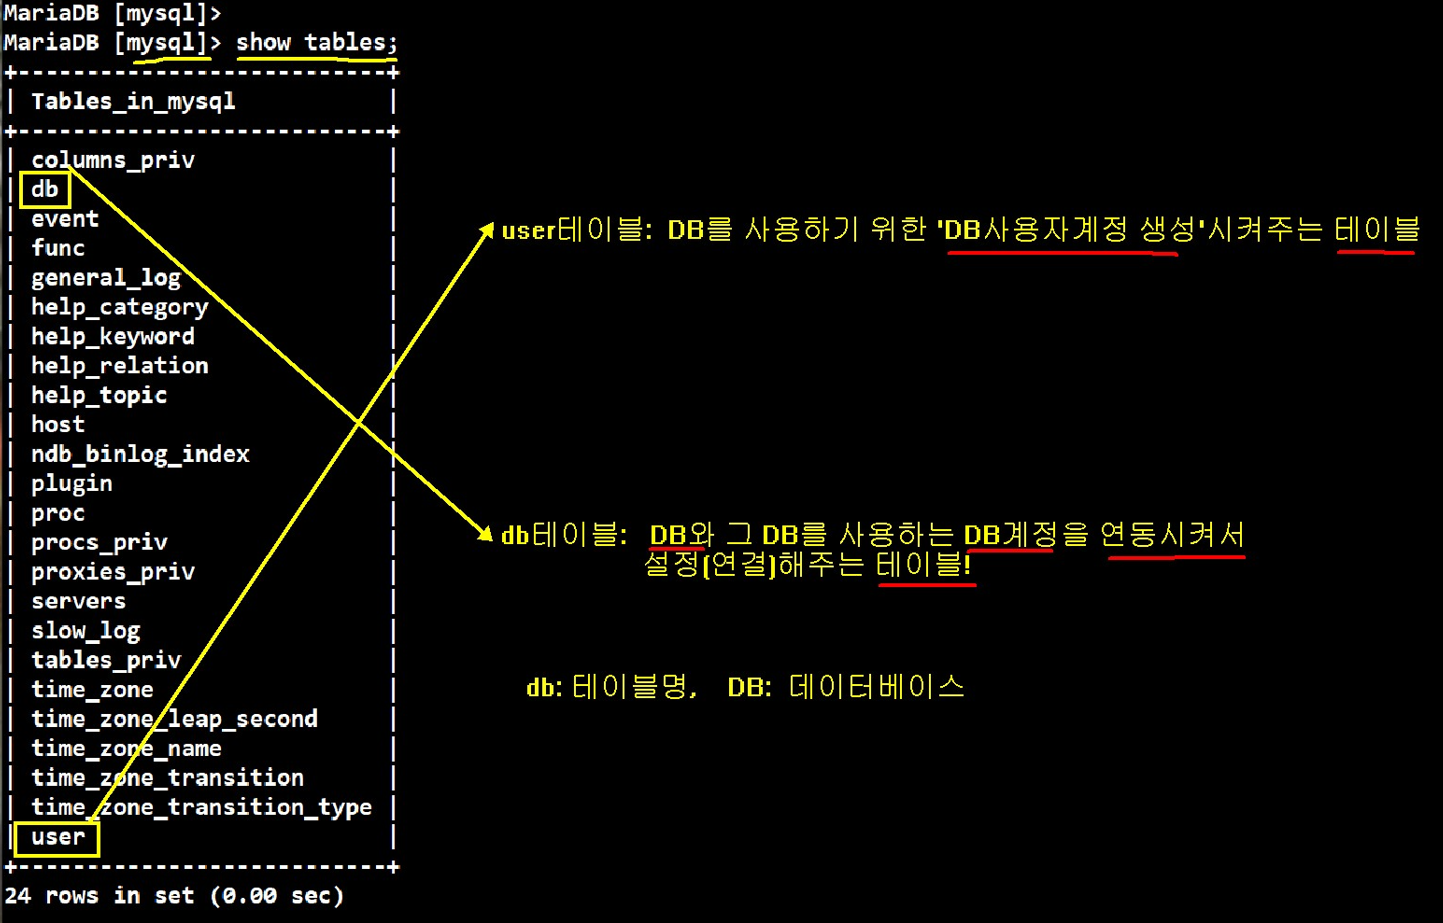 MariaDB [mysql]>
MariaDB [mysql]> show tables;
+---------------------------+
| Tables_in_mysql |
+---------------------------+
| columns_priv |
| db |
| event |
| func |
| general_log |
| help_category |
| help_keyword |
| help_relation |
| help_topic |
| host |
| ndb_binlog_index |
| plugin |
| proc |
| procs_priv |
| proxies_priv |
| servers |
| slow_log |
| tables_priv |
| time_zone |
| time_zone_leap_second |
| time_zone_name |
| time_zone_transition |
| time_zone_transition_type |
| user |
+---------------------------+
24 rows in set (0.00 sec)
user테이블: DB를 사용하기 위한 'DB사용자계정 생성'시켜주는 테이블
db테이블: DB와 그 DB를 사용하는 DB계정을 연동시켜서
설정(연결)해주는 테이블!
db: 테이블명, DB: 데이터베이스